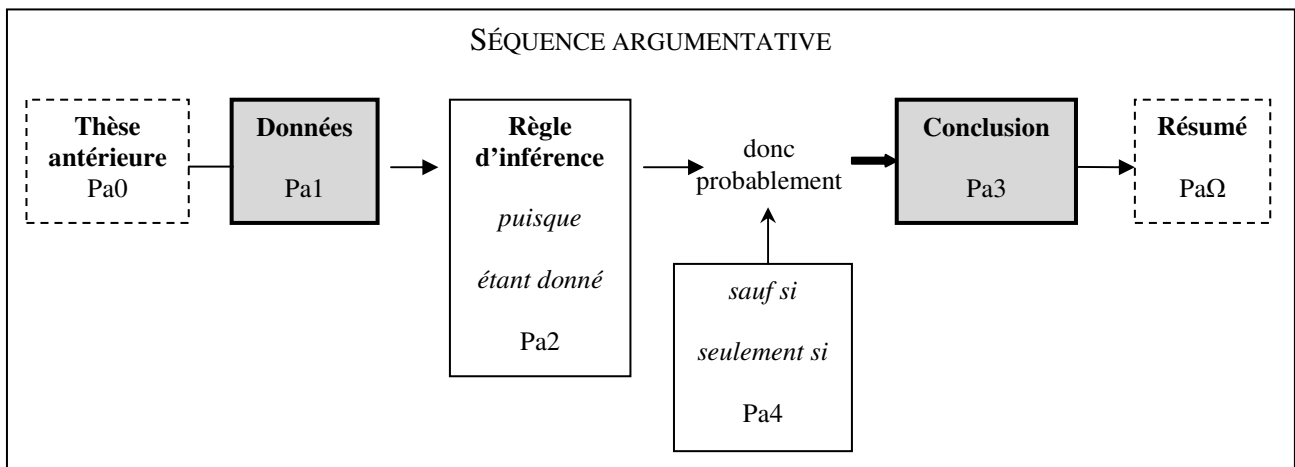 SÉQUENCE ARGUMENTATIVE
Thèse
antérieure
Pa0
Données
Pa1
Règle
d'inférence
puisque
étant donné
Pa2
donc
probablement
sauf si
seulement si
Pa4
Conclusion
Pa3
Résumé
PaΩ